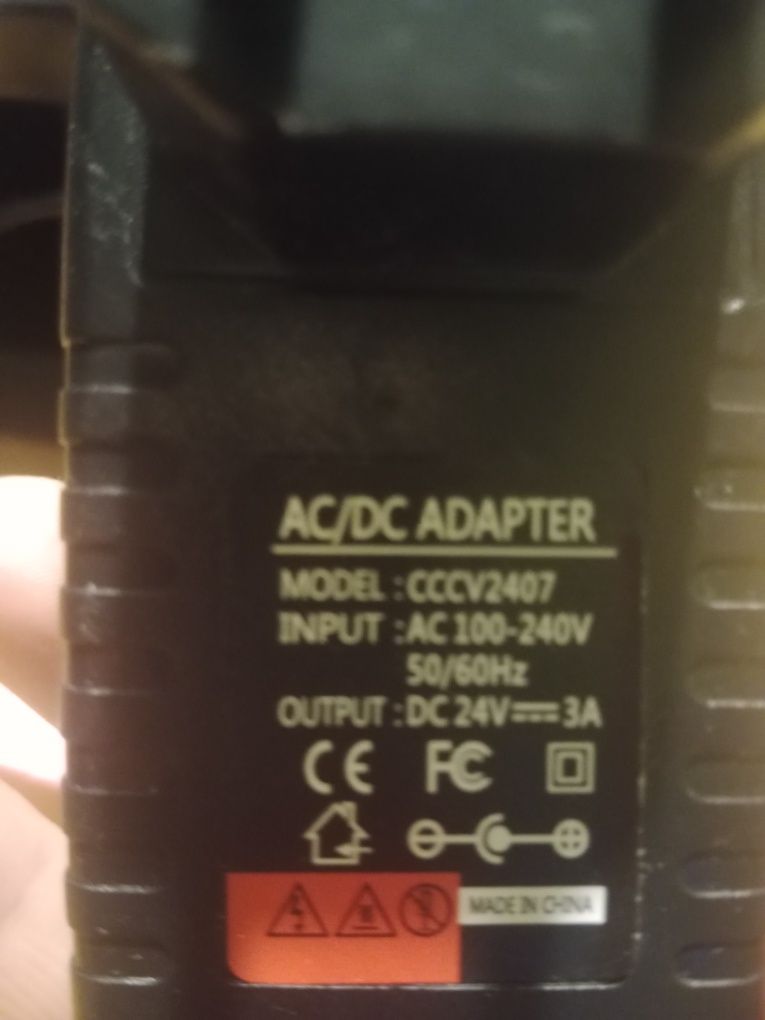 AC/DC ADAPTER
MODEL : CCCV2407
INPUT : AC 100-240V
50/60Hz
OUTPUT : DC 24V⎓3A
CE FC
MADE IN CHINA